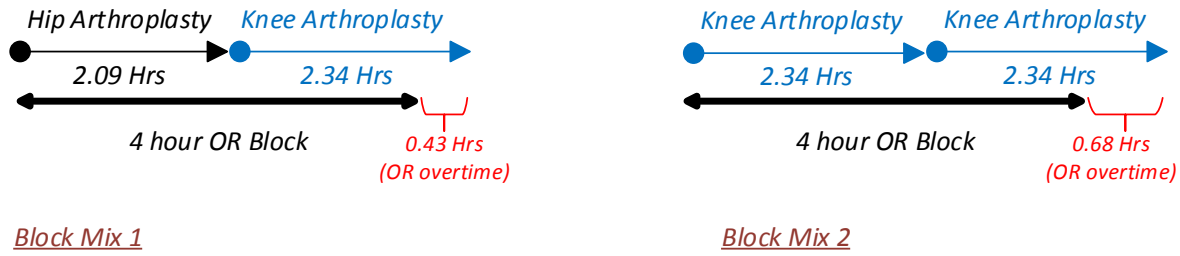 Hip Arthroplasty Knee Arthroplasty
2.09 Hrs 2.34 Hrs
4 hour OR Block
0.43 Hrs
(OR overtime)
Block Mix 1
Knee Arthroplasty Knee Arthroplasty
2.34 Hrs 2.34 Hrs
4 hour OR Block
0.68 Hrs
(OR overtime)
Block Mix 2